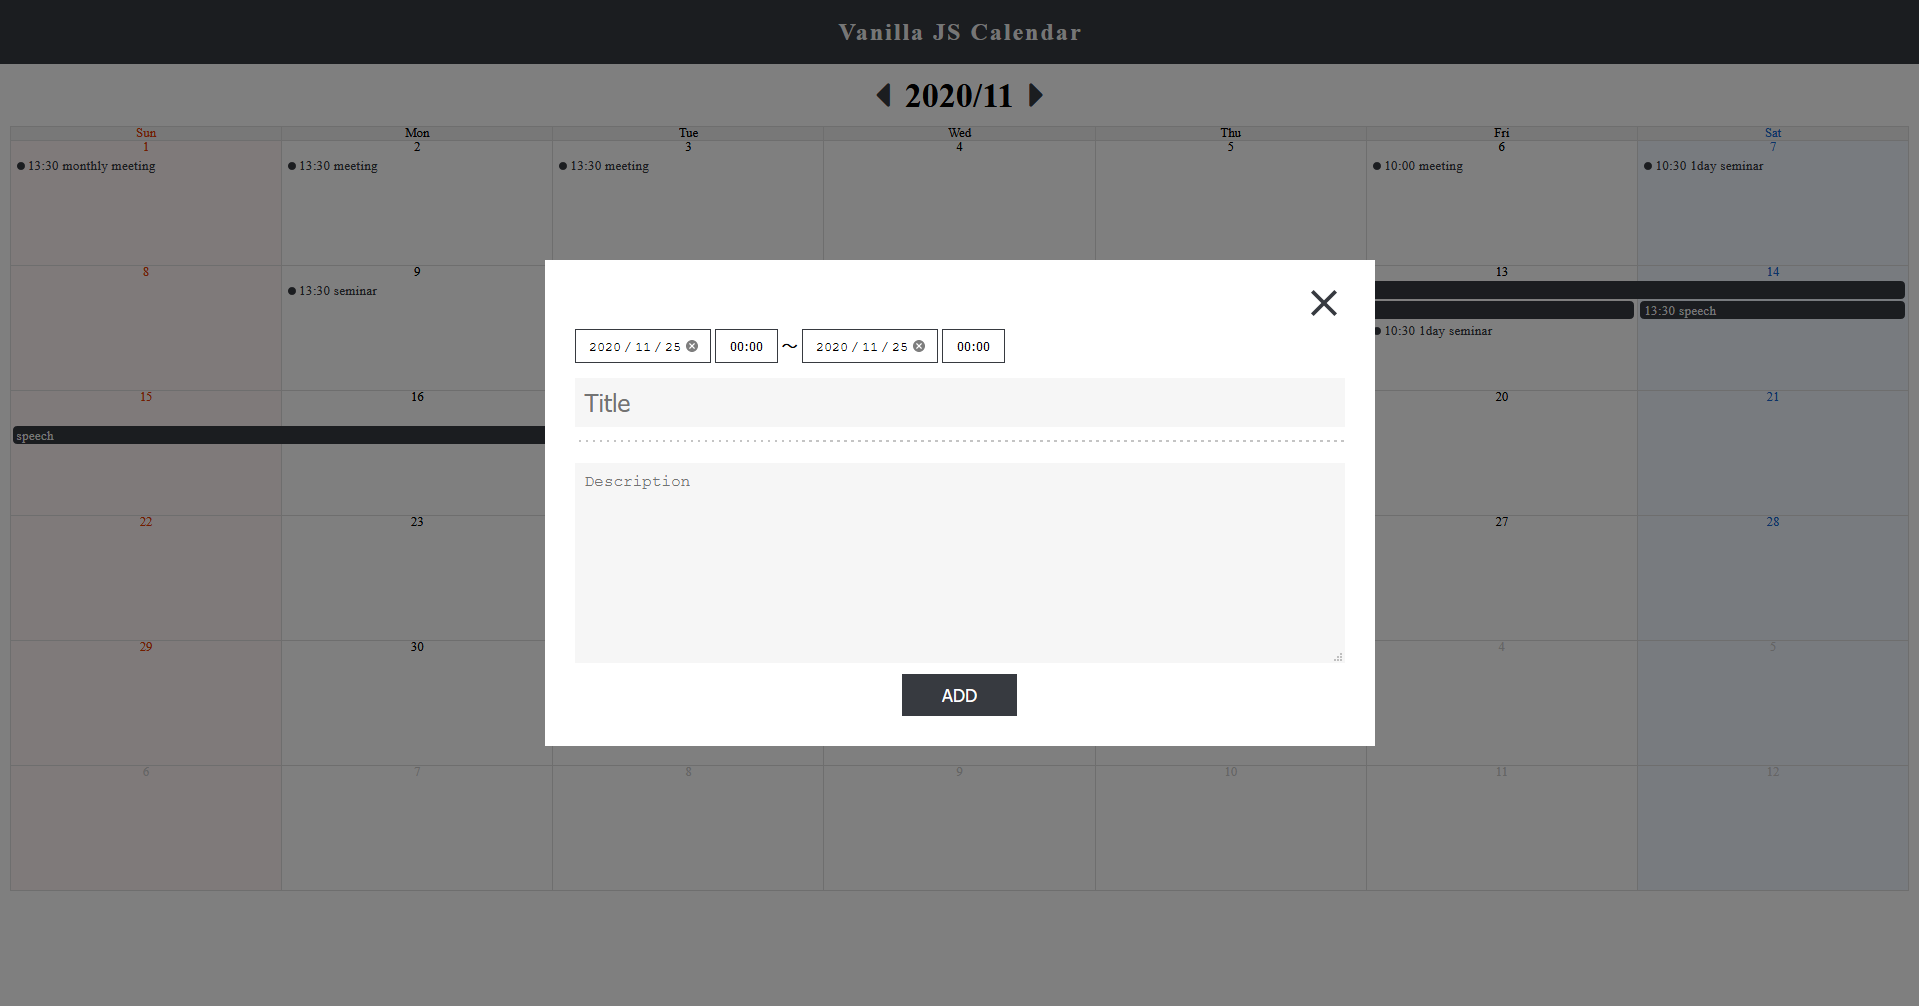 Vanilla JS Calendar
2020/11
Sun Mon Tue Wed Thu Fri Sat
1 2 3 4 5 6 7
13:30 monthly meeting 13:30 meeting 13:30 meeting 10:00 meeting 10:30 1day seminar
8 9 13 14
13:30 seminar
13:30 speech
10:30 1day seminar
2020 / 11 / 25 00:00 ～ 2020 / 11 / 25 00:00
Title
15 16 20 21
speech
Description
22 23 27 28
29 30 4 5
ADD
6 7 8 9 10 11 12